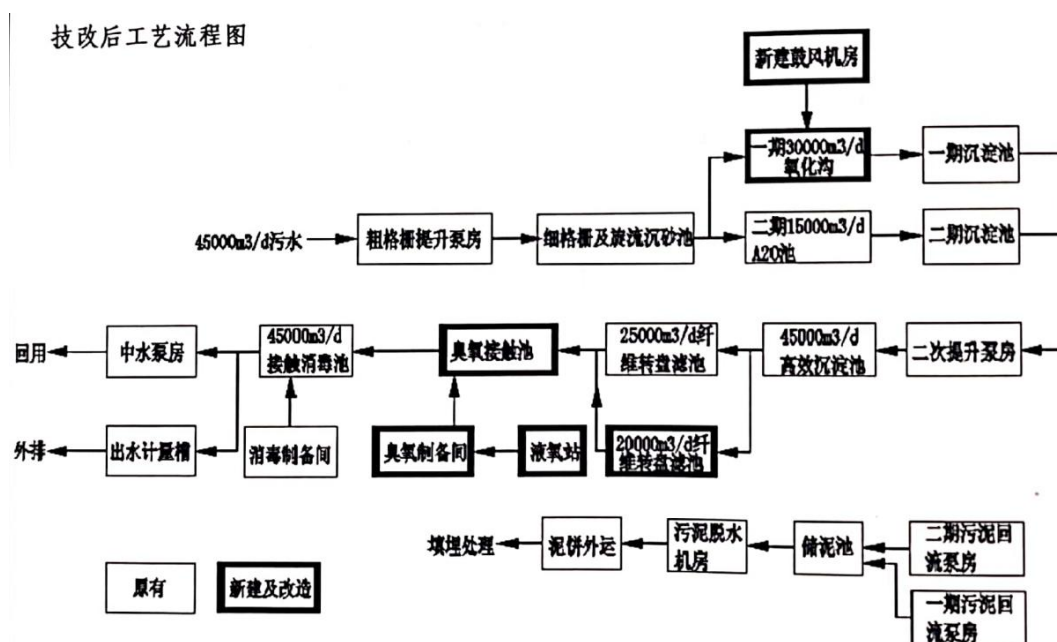 技改后工艺流程图
新建鼓风机房
一期30000m3/d
氧化沟
一期沉淀池
45000m3/d污水
粗格栅提升泵房
细格栅及旋流沉砂池
二期15000m3/d
A2O池
二期沉淀池
回用
中水泵房
45000m3/d
接触消毒池
臭氧接触池
25000m3/d纤
维转盘滤池
45000m3/d
高效沉淀池
二次提升泵房
外排
出水计量槽
消毒制备间
臭氧制备间
液氧站
20000m3/d纤
维转盘滤池
填埋处理
泥饼外运
污泥脱水
机房
储泥池
二期污泥回
流泵房
一期污泥回
流泵房
原有
新建及改造